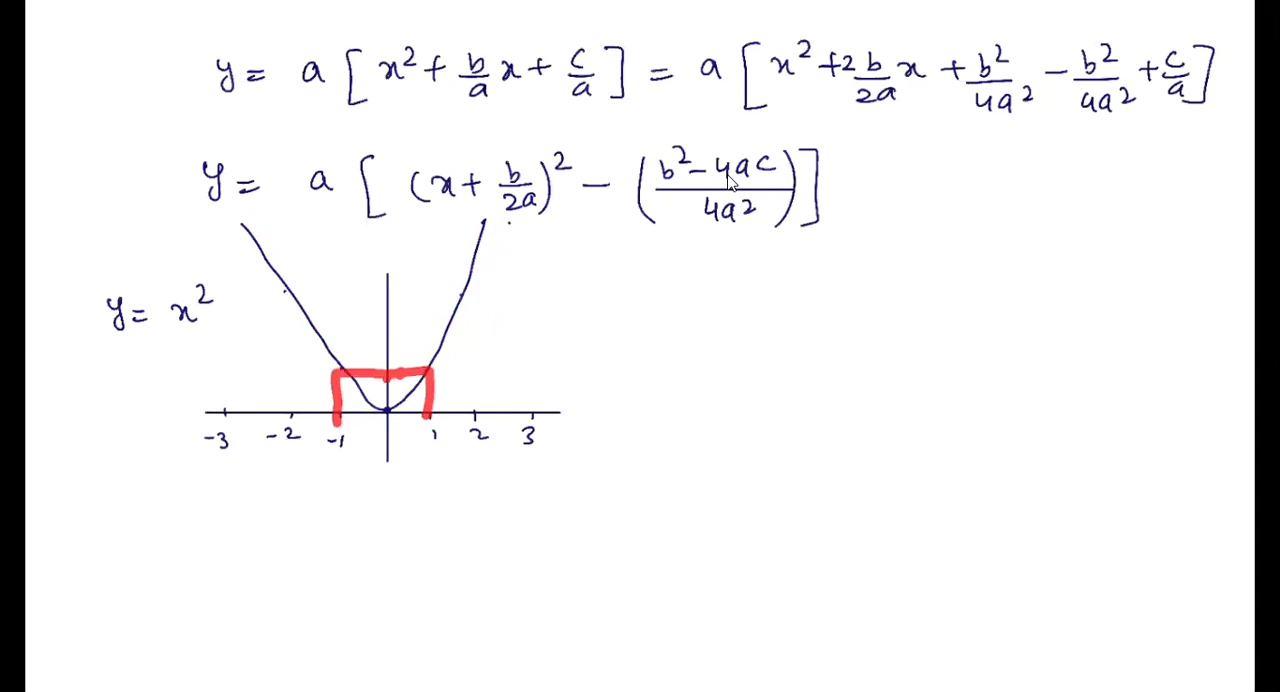 y = a [ x² + b/a x + c/a ] = a [ x² + 2 b/2a x + b²/4a² - b²/4a² + c/a ]
y = a [ (x + b/2a)² - ( b² - 4ac / 4a² ) ]
y = x²
-3 -2 -1 1 2 3